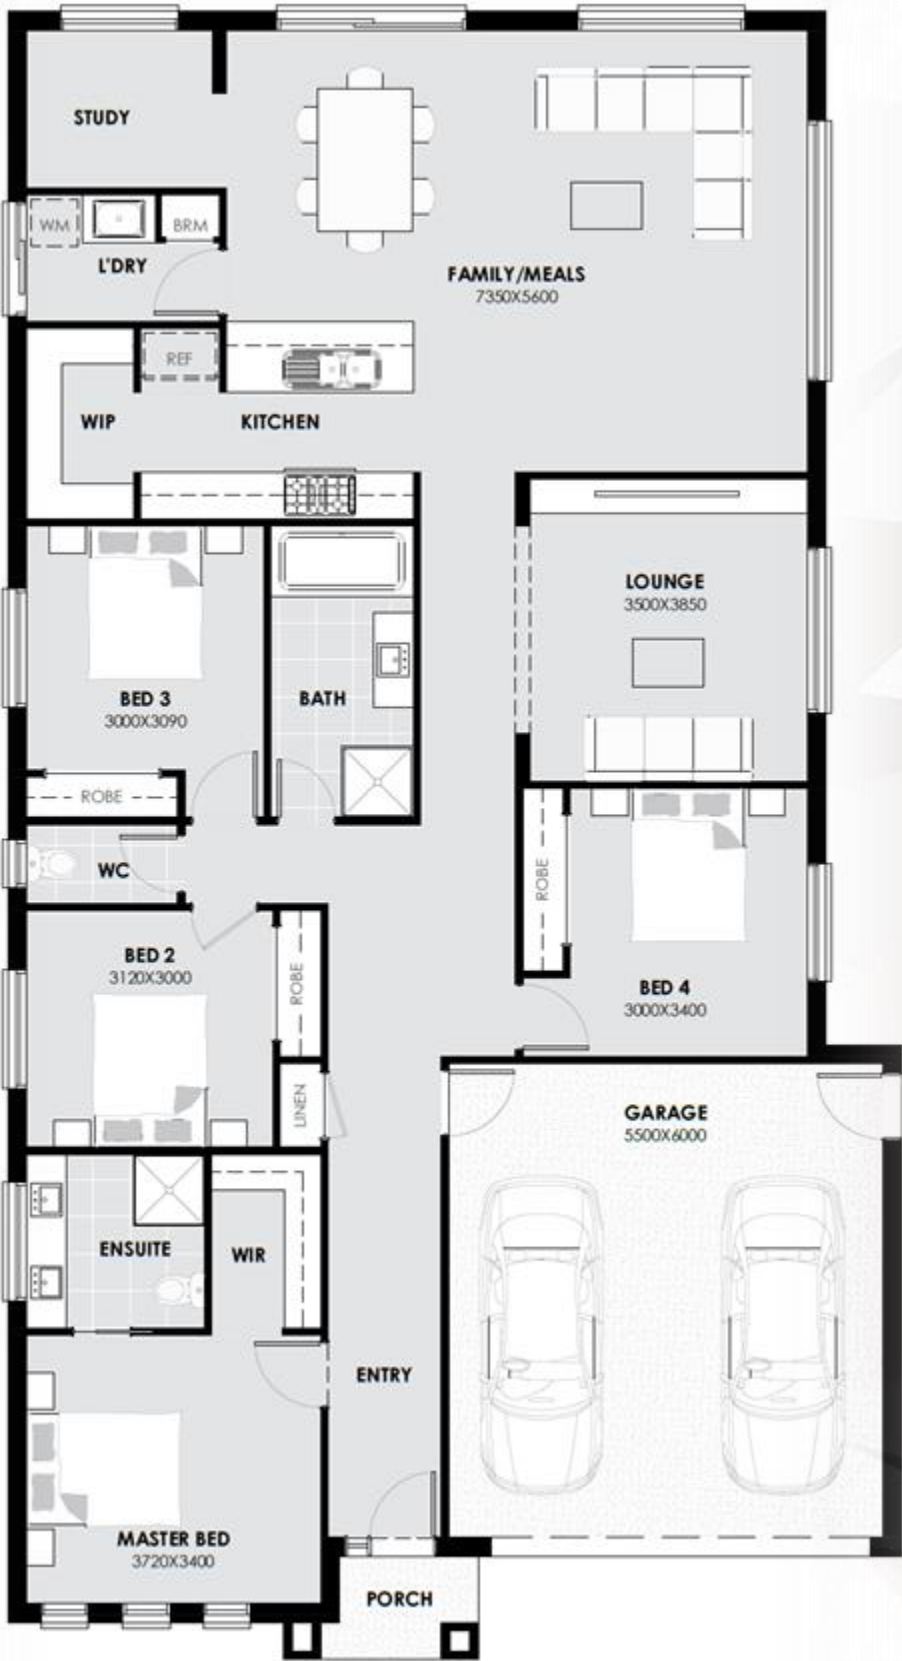 STUDY
WM
BRM
L'DRY
FAMILY/MEALS
7350X5600
REF
WIP
KITCHEN
LOUNGE
3500X3850
BED 3
3000X3090
BATH
ROBE
WC
ROBE
BED 2
3120X3000
ROBE
BED 4
3000X3400
LINEN
GARAGE
5500X6000
ENSUITE
WIR
ENTRY
MASTER BED
3720X3400
PORCH